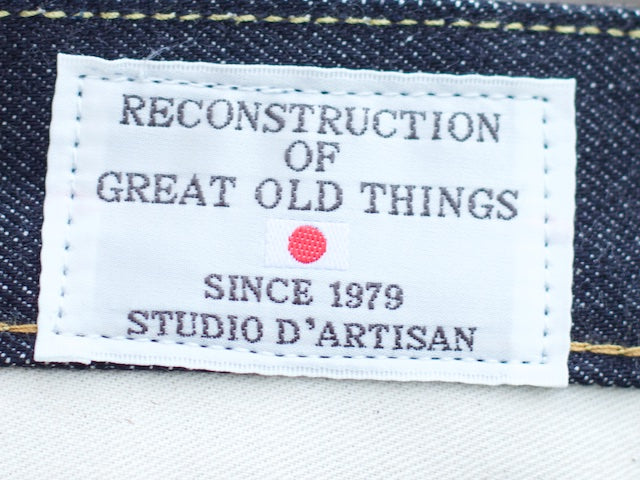 RECONSTRUCTION
OF
GREAT OLD THINGS
SINCE 1979
STUDIO D'ARTISAN